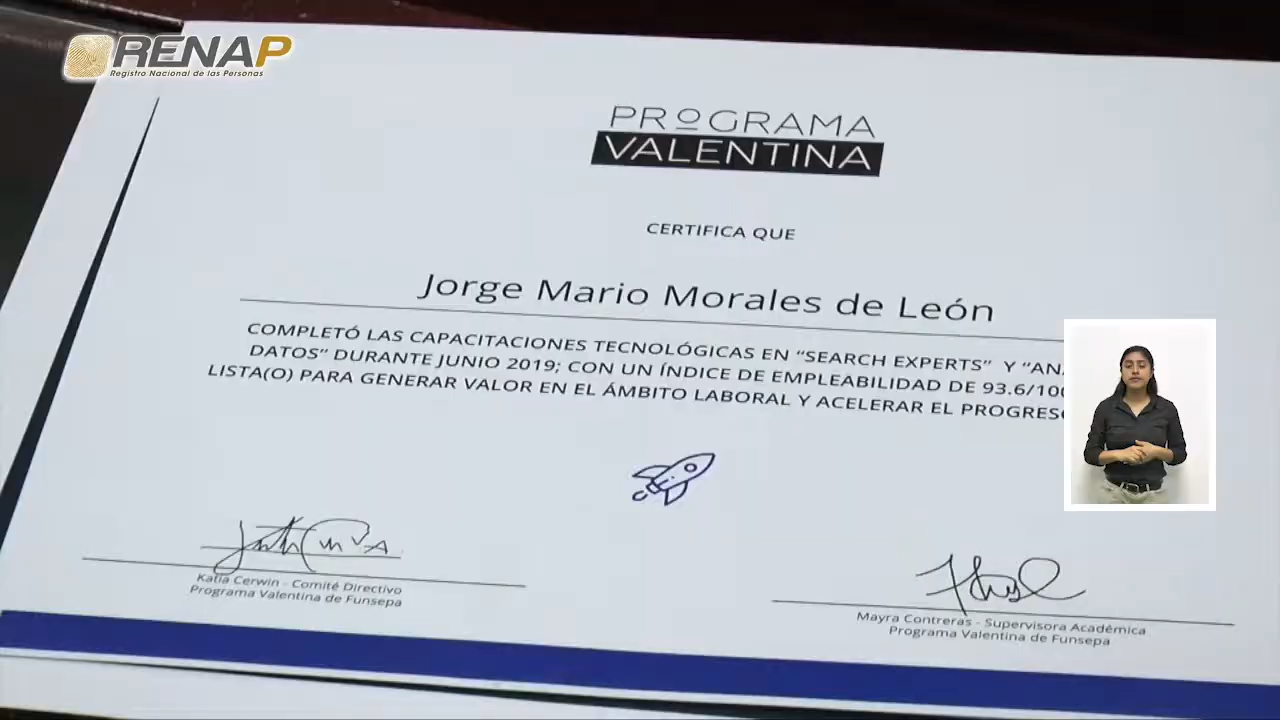 RENAP
Registro Nacional de las Personas
PROGRAMA
VALENTINA
CERTIFICA QUE
Jorge Mario Morales de León
COMPLETÓ LAS CAPACITACIONES TECNOLÓGICAS EN “SEARCH EXPERTS” Y “
DATOS” DURANTE JUNIO 2019; CON UN ÍNDICE DE EMPLEABILIDAD DE 93.6/
LISTA(O) PARA GENERAR VALOR EN EL ÁMBITO LABORAL Y ACELERAR EL
Katia Cerwin - Comité Directivo
Programa Valentina de Funsepa
Mayra Contreras - Supervisora Académica
Programa Valentina de Funsepa